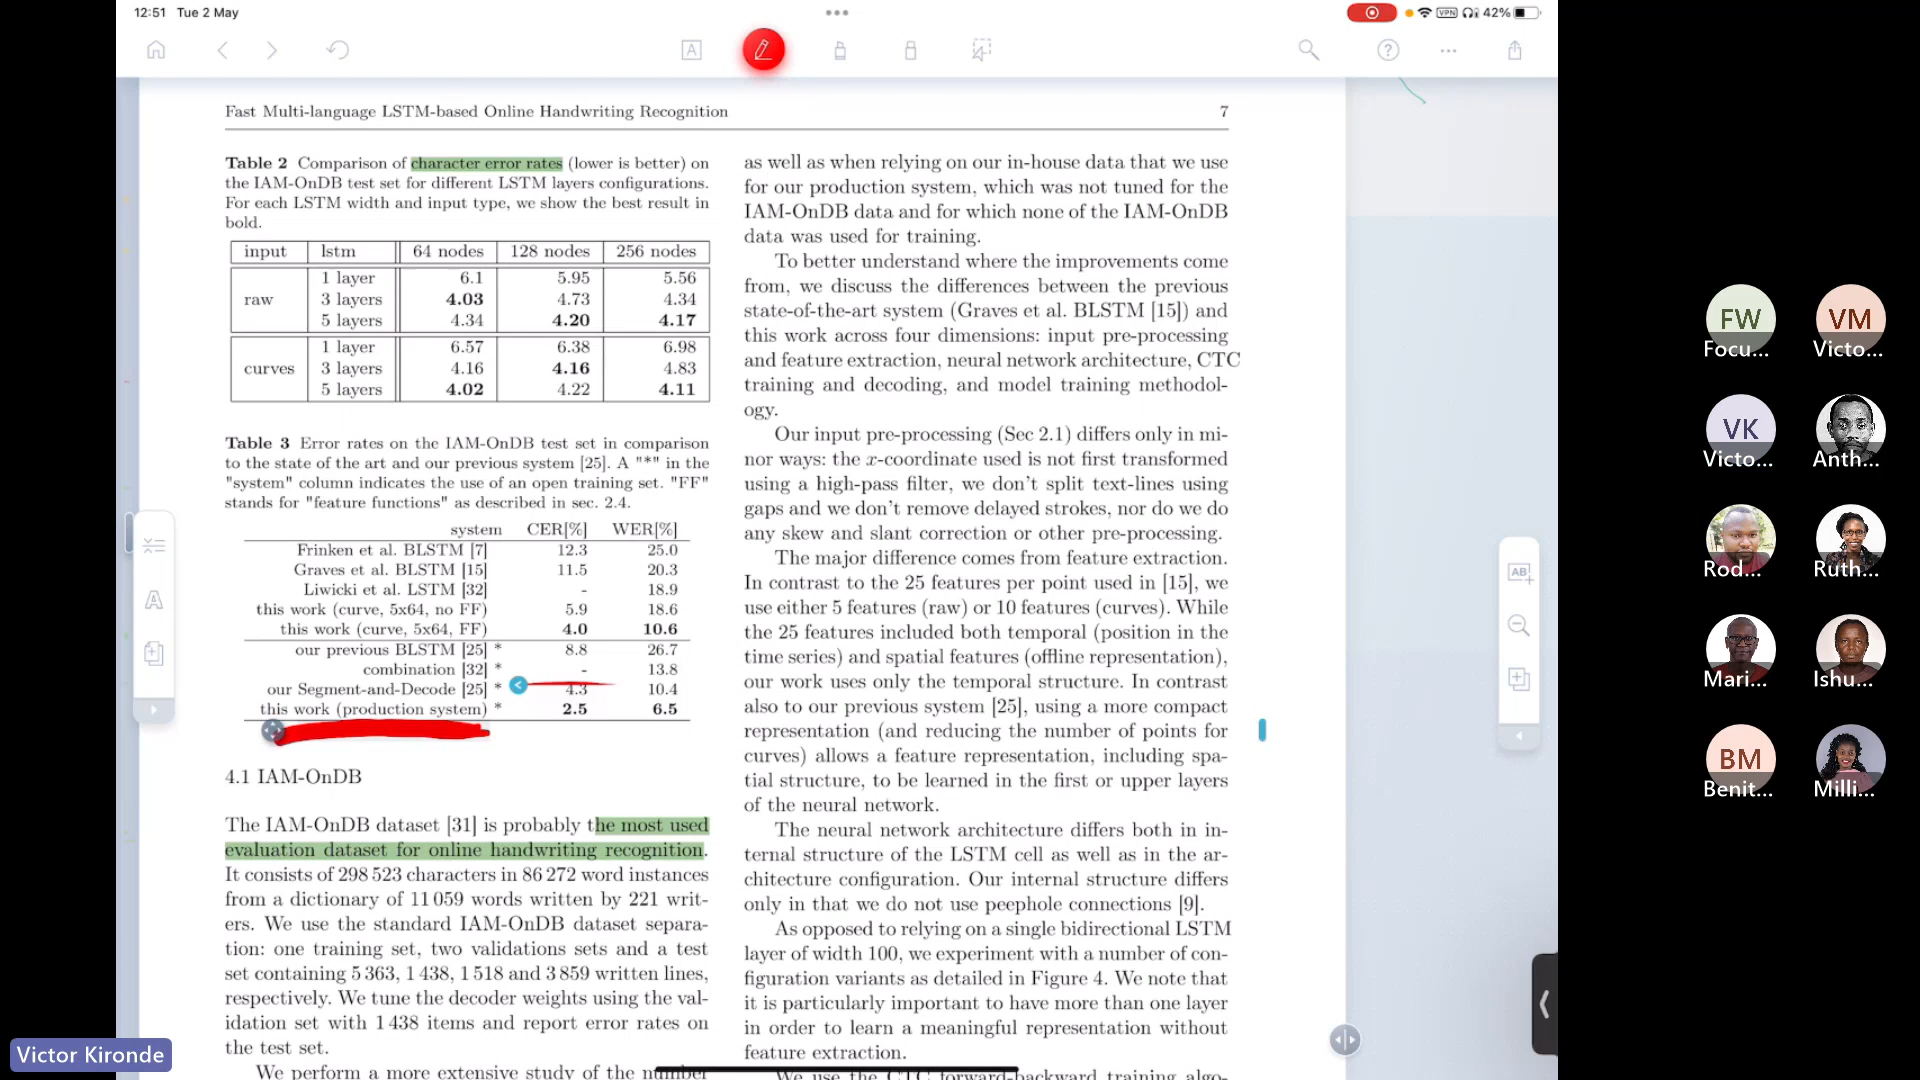 12:51 Tue 2 May
VPN 42%
Fast Multi-language LSTM-based Online Handwriting Recognition 7
Table 2 Comparison of character error rates (lower is better) on
the IAM-OnDB test set for different LSTM layers configurations.
For each LSTM width and input type, we show the best result in
bold.
input lstm 64 nodes 128 nodes 256 nodes
1 layer 6.1 5.95 5.56
raw 3 layers 4.03 4.73 4.34
5 layers 4.34 4.20 4.17
1 layer 6.57 6.38 6.98
curves 3 layers 4.16 4.16 4.83
5 layers 4.02 4.22 4.11
Table 3 Error rates on the IAM-OnDB test set in comparison
to the state of the art and our previous system [25]. A "*" in the
"system" column indicates the use of an open training set. "FF"
stands for "feature functions" as described in sec. 2.4.
system CER[%] WER[%]
Frinken et al. BLSTM [7] 12.3 25.0
Graves et al. BLSTM [15] 11.5 20.3
Liwicki et al. LSTM [32] - 18.9
this work (curve, 5x64, no FF) 5.9 18.6
this work (curve, 5x64, FF) 4.0 10.6
our previous BLSTM [25] * 8.8 26.7
combination [32] * - 13.8
our Segment-and-Decode [25] * 4.3 10.4
this work (production system) * 2.5 6.5
4.1 IAM-OnDB
The IAM-OnDB dataset [31] is probably the most used
evaluation dataset for online handwriting recognition.
It consists of 298 523 characters in 86 272 word instances
from a dictionary of 11 059 words written by 221 writ-
ers. We use the standard IAM-OnDB dataset separa-
tion: one training set, two validations sets and a test
set containing 5 363, 1 438, 1 518 and 3 859 written lines,
respectively. We tune the decoder weights using the val-
idation set with 1 438 items and report error rates on
the test set.
We perform a more extensive study of the number
as well as when relying on our in-house data that we use
for our production system, which was not tuned for the
IAM-OnDB data and for which none of the IAM-OnDB
data was used for training.
To better understand where the improvements come
from, we discuss the differences between the previous
state-of-the-art system (Graves et al. BLSTM [15]) and
this work across four dimensions: input pre-processing
and feature extraction, neural network architecture, CTC
training and decoding, and model training methodol-
ogy.
Our input pre-processing (Sec 2.1) differs only in mi-
nor ways: the x-coordinate used is not first transformed
using a high-pass filter, we don't split text-lines using
gaps and we don't remove delayed strokes, nor do we do
any skew and slant correction or other pre-processing.
The major difference comes from feature extraction.
In contrast to the 25 features per point used in [15], we
use either 5 features (raw) or 10 features (curves). While
the 25 features included both temporal (position in the
time series) and spatial features (offline representation),
our work uses only the temporal structure. In contrast
also to our previous system [25], using a more compact
representation (and reducing the number of points for
curves) allows a feature representation, including spa-
tial structure, to be learned in the first or upper layers
of the neural network.
The neural network architecture differs both in in-
ternal structure of the LSTM cell as well as in the ar-
chitecture configuration. Our internal structure differs
only in that we do not use peephole connections [9].
As opposed to relying on a single bidirectional LSTM
layer of width 100, we experiment with a number of con-
figuration variants as detailed in Figure 4. We note that
it is particularly important to have more than one layer
in order to learn a meaningful representation without
feature extraction.
We use the CTC forward-backward training algo-
FW VM
Focu... Victo...
VK
Victo... Anth...
Rod... Ruth...
Mari... Ishu...
BM
Benit... Milli...
Victor Kironde